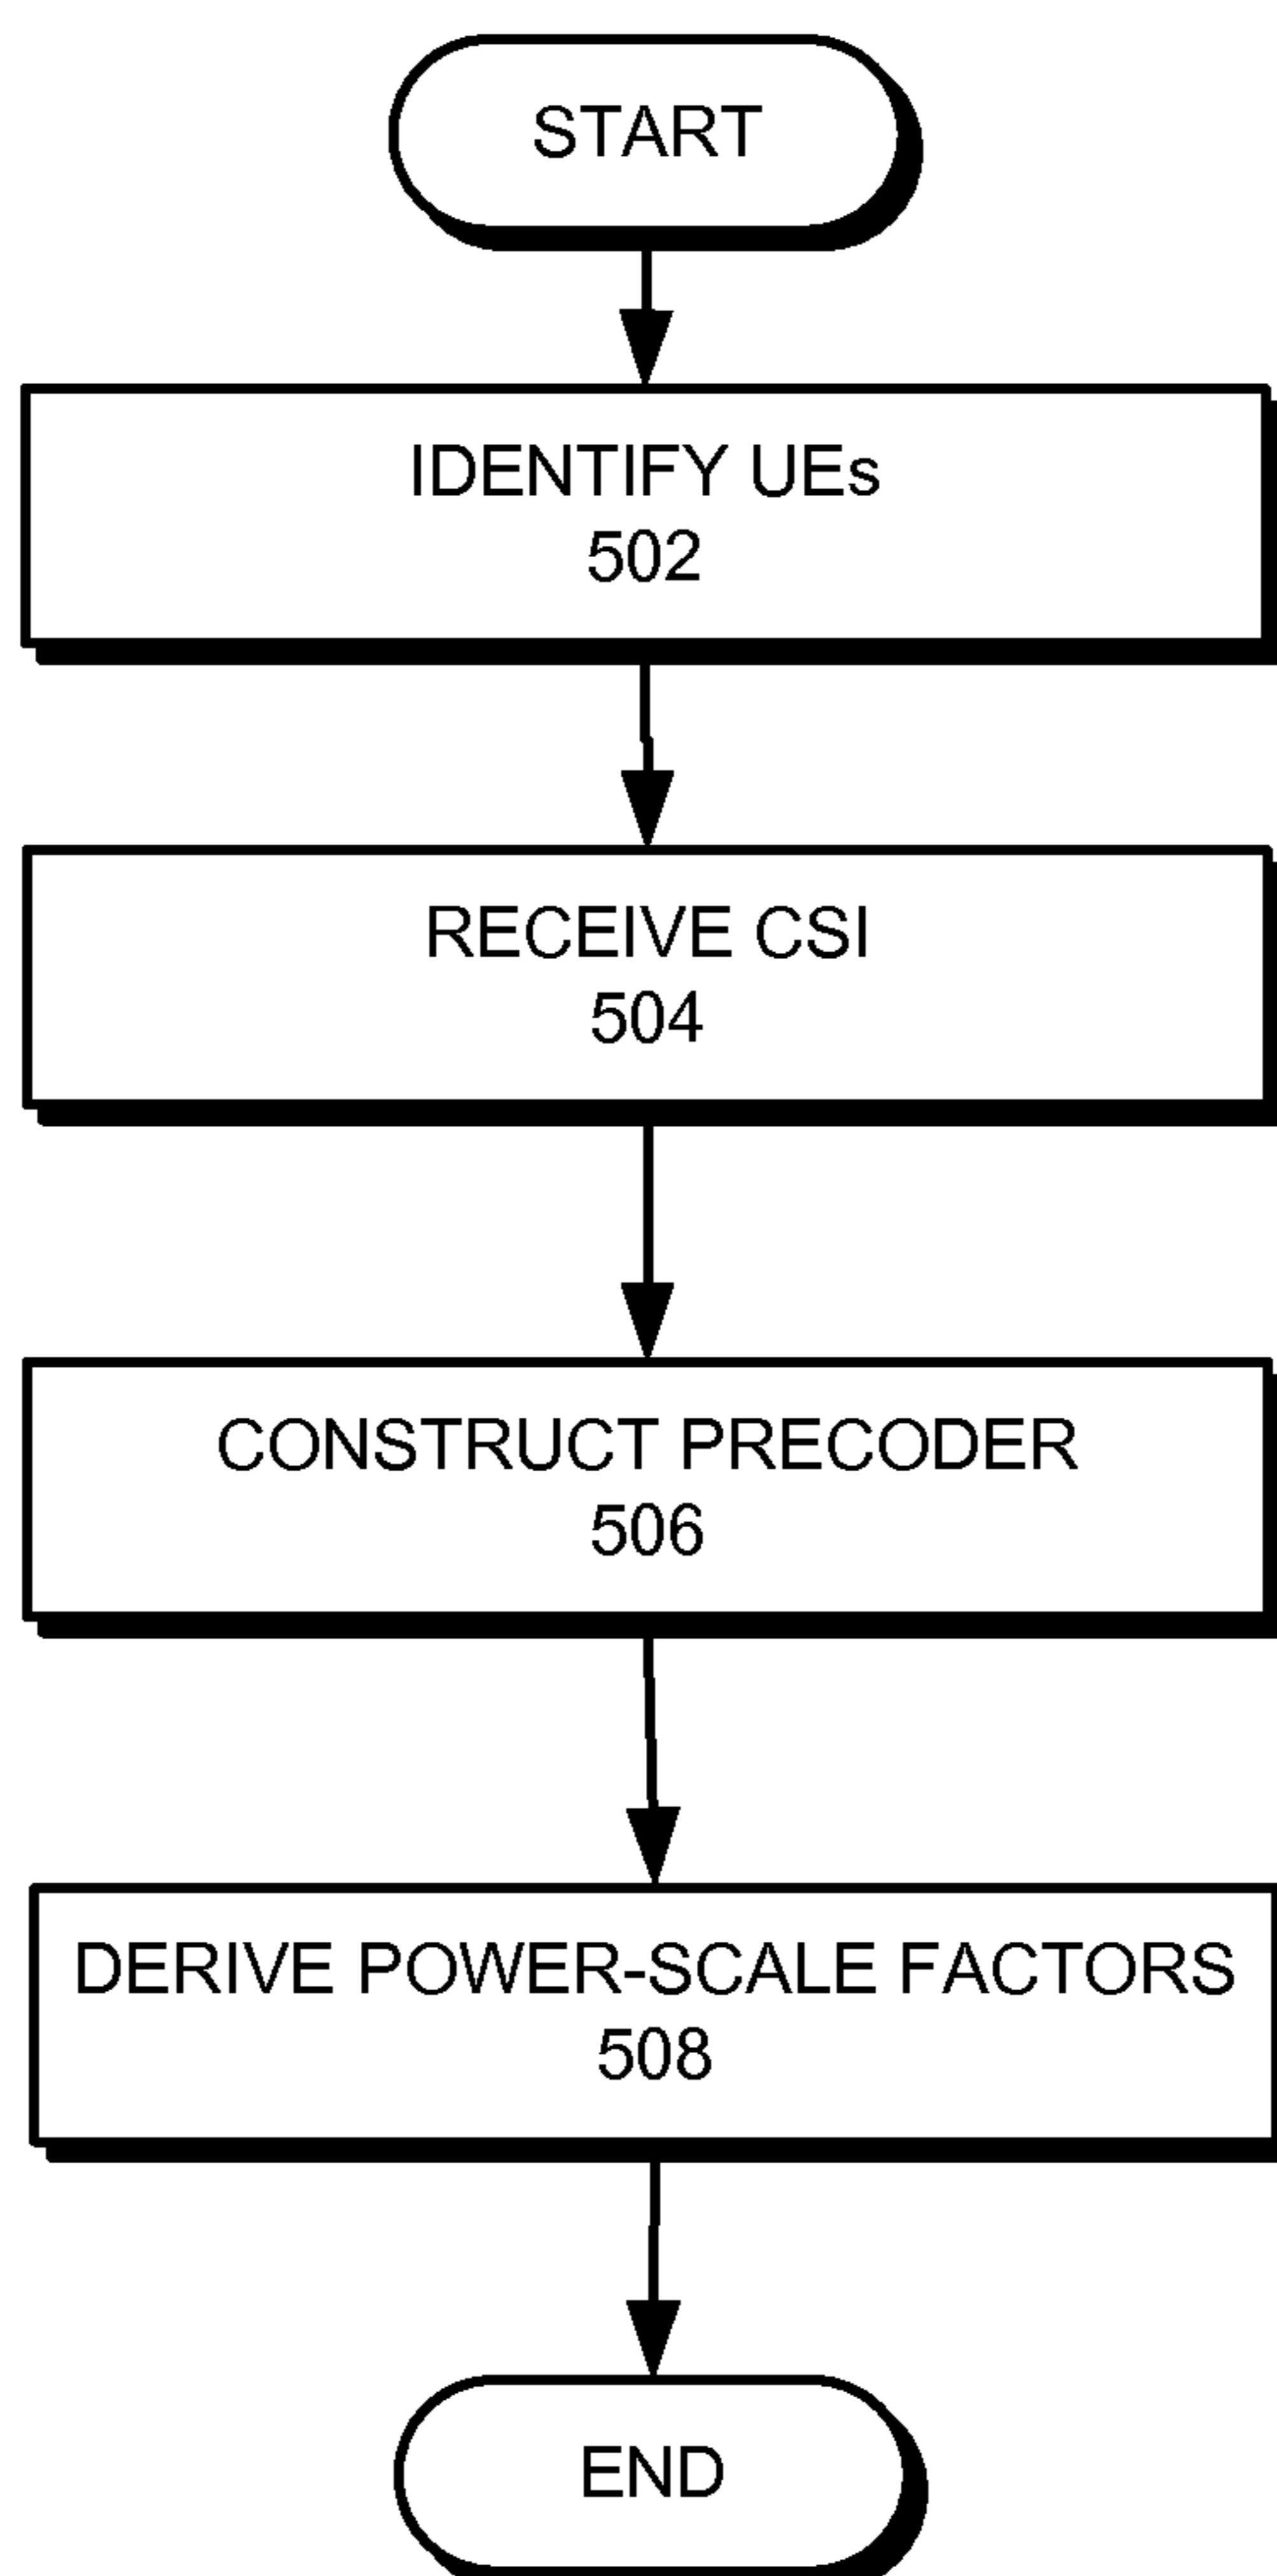 START
IDENTIFY UEs
502
RECEIVE CSI
504
CONSTRUCT PRECODER
506
DERIVE POWER-SCALE FACTORS
508
END